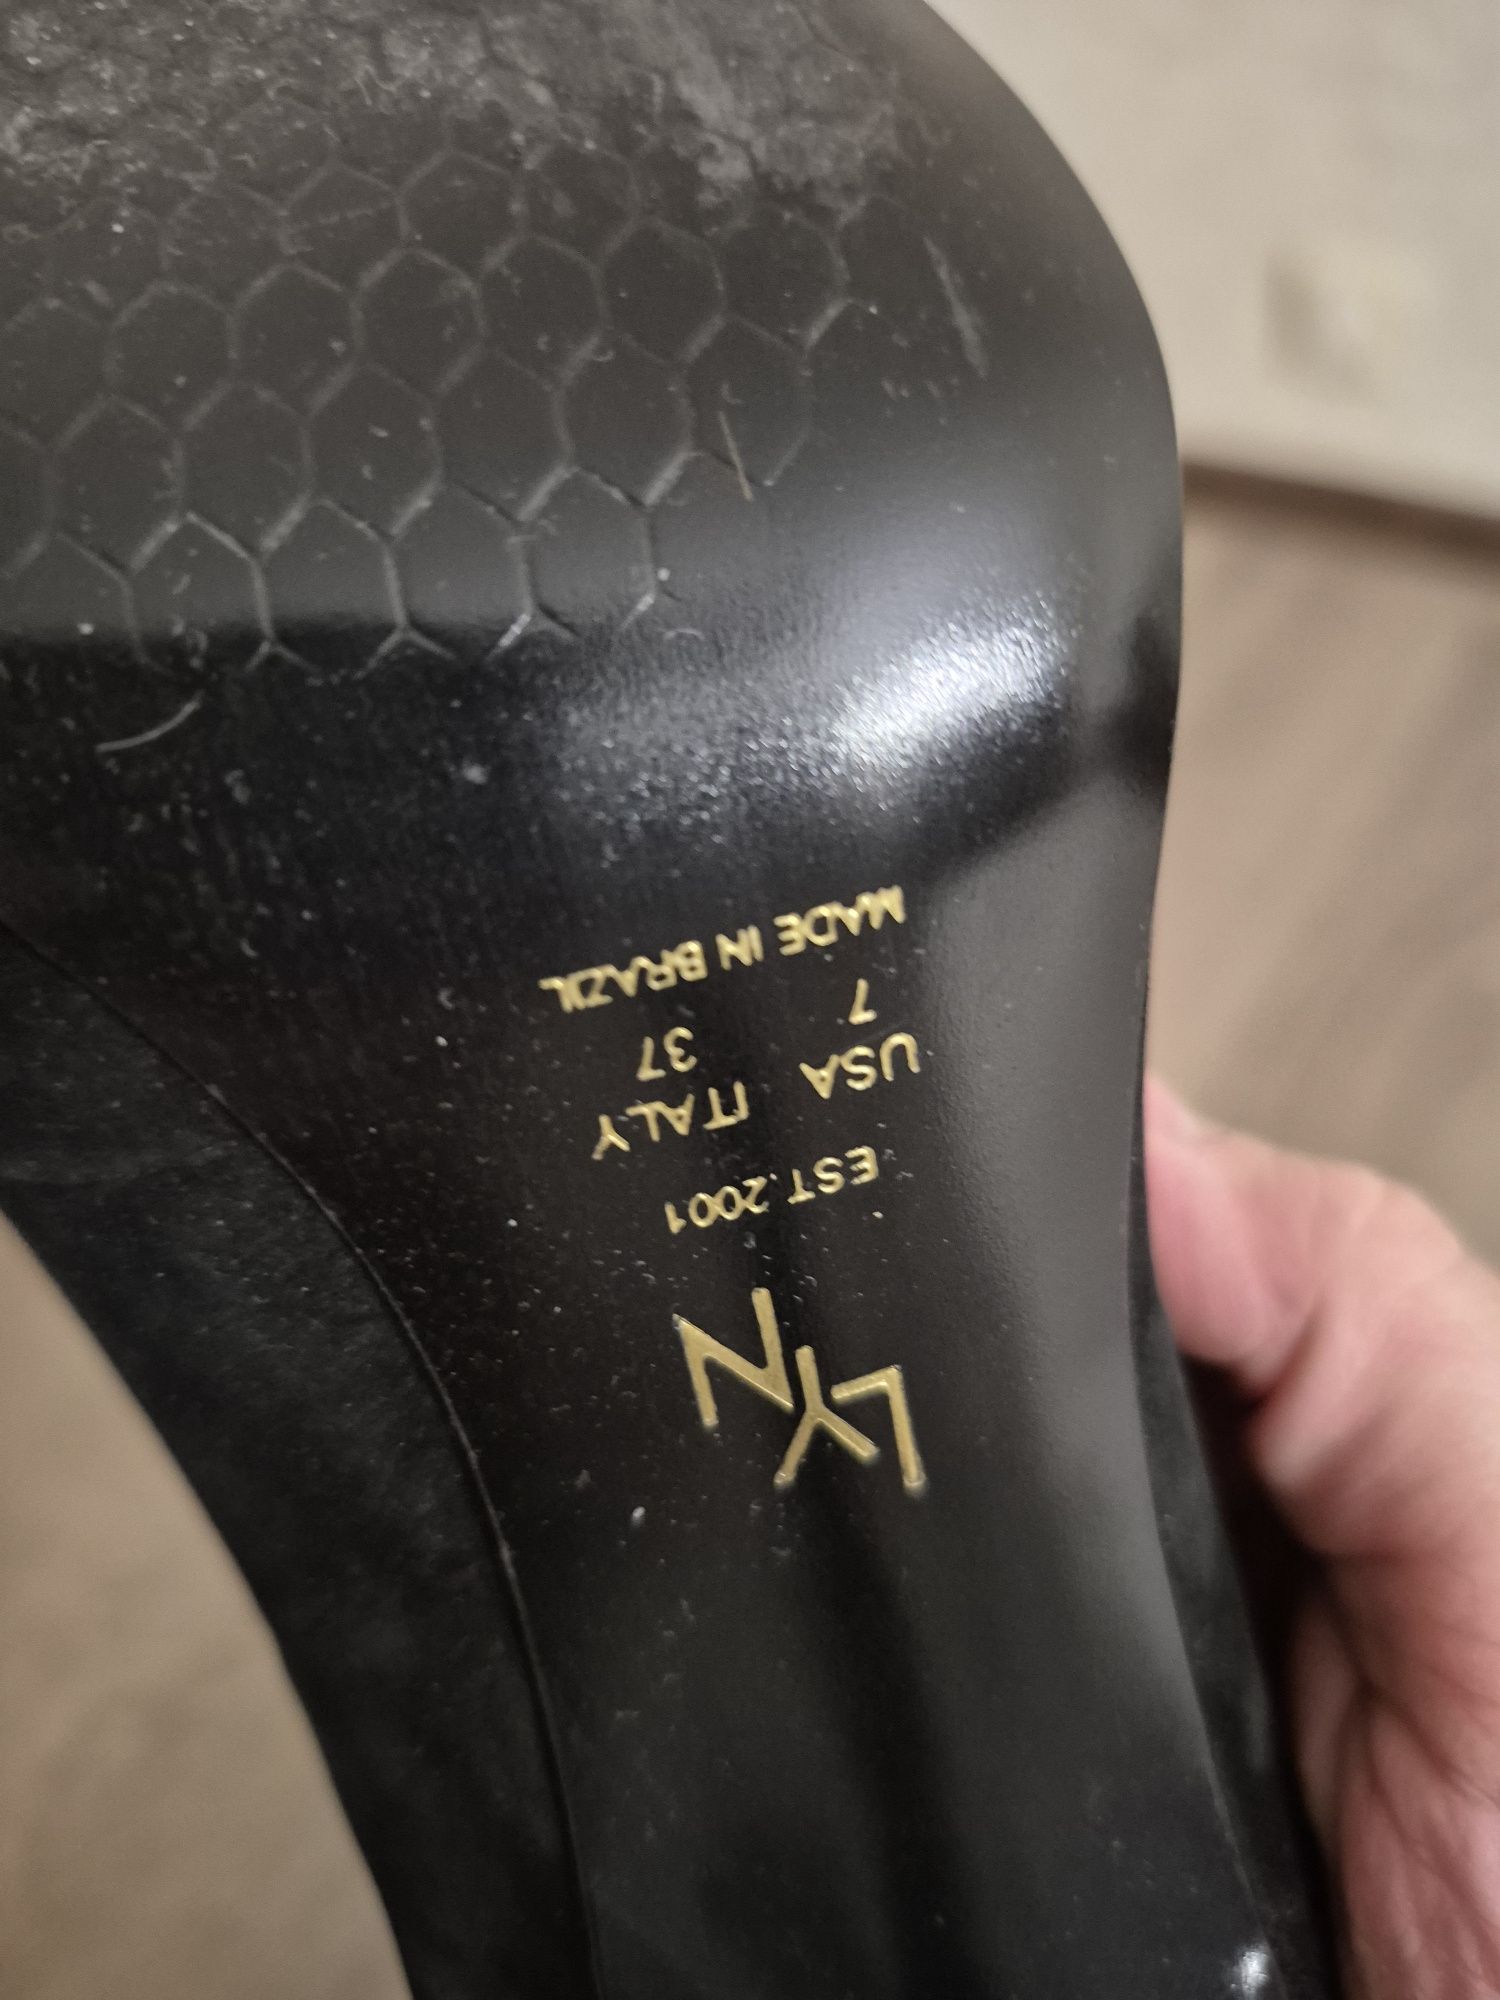 LYN
EST.2001
USA ITALY
7 37
MADE IN BRAZIL